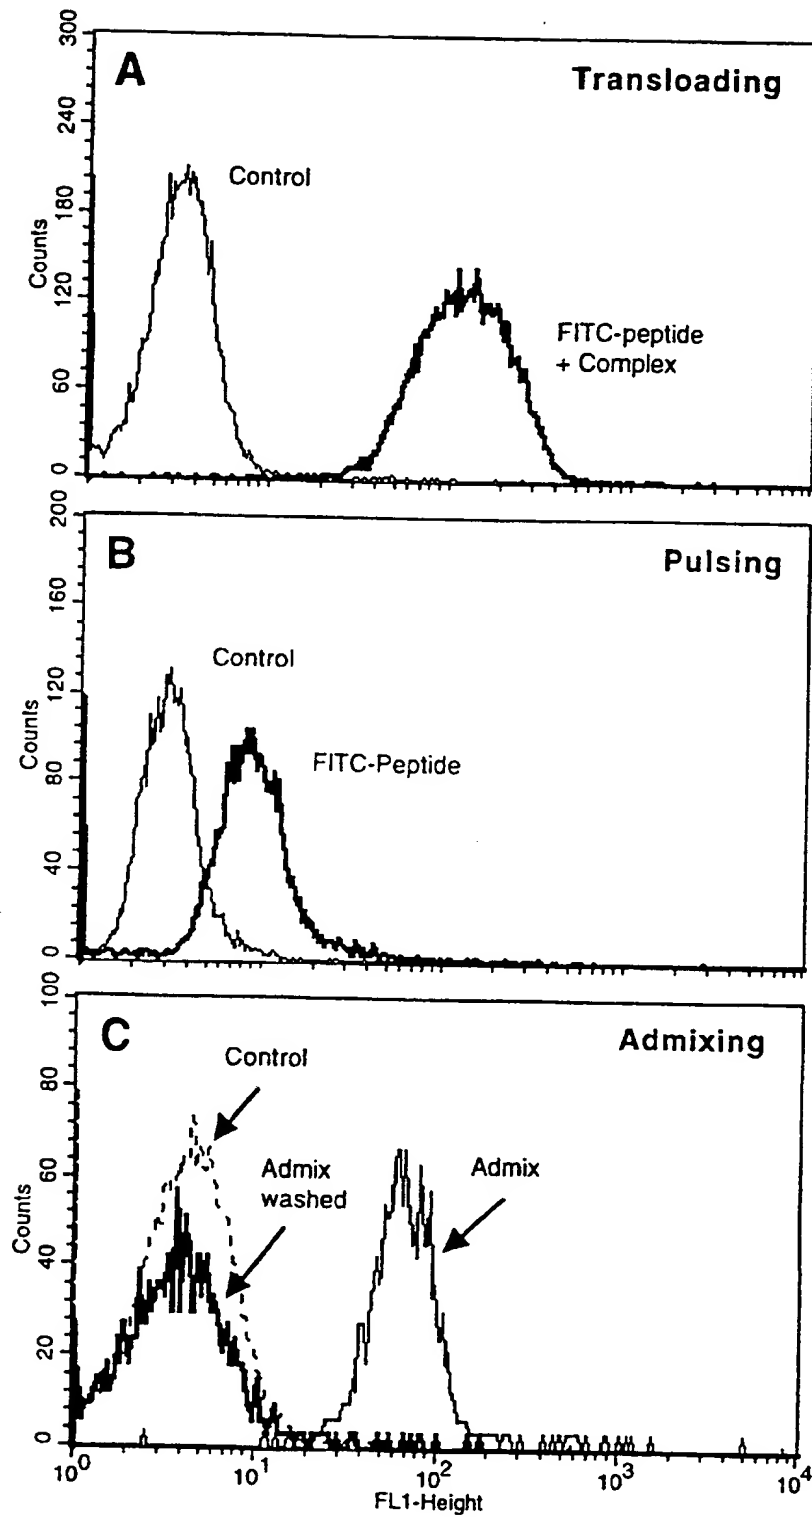 300
A
Transloading
240
Control
180
Counts
120
FITC-peptide
+ Complex
60
0
200
B
Pulsing
160
Control
120
Counts
FITC-Peptide
80
40
0
100
C
Admixing
Control
80
Admix
washed
Admix
60
Counts
40
20
0
10^0 10^1 10^2 10^3 10^4
FL1-Height